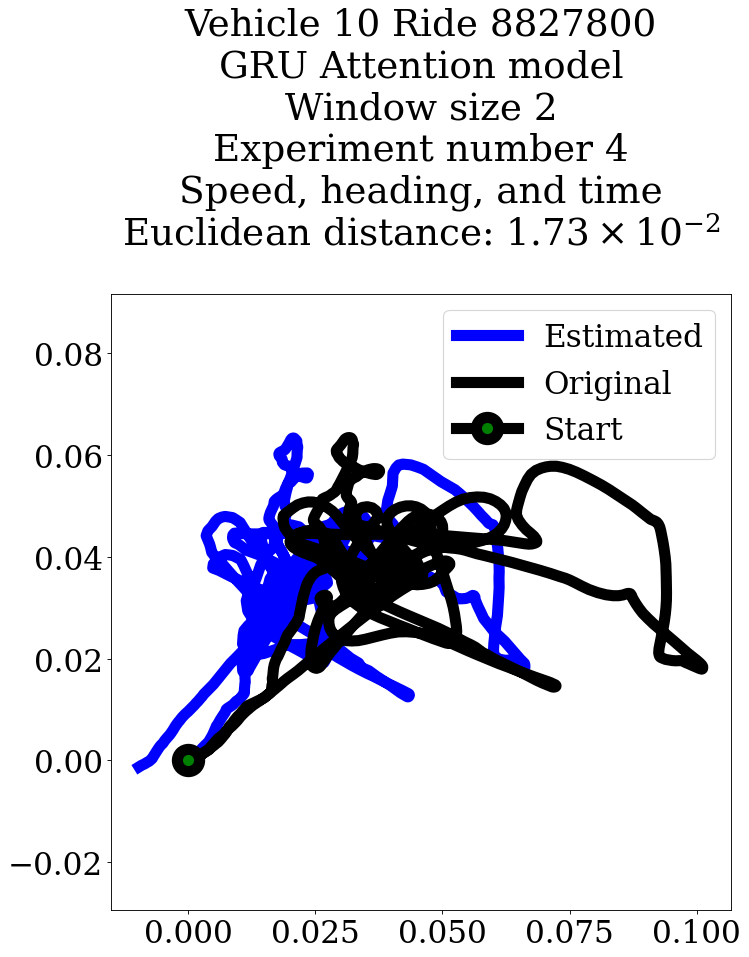 Vehicle 10 Ride 8827800
GRU Attention model
Window size 2
Experiment number 4
Speed, heading, and time
Euclidean distance: 1.73 × 10⁻²
Estimated
Original
Start
0.08
0.06
0.04
0.02
0.00
−0.02
0.000 0.025 0.050 0.075 0.100